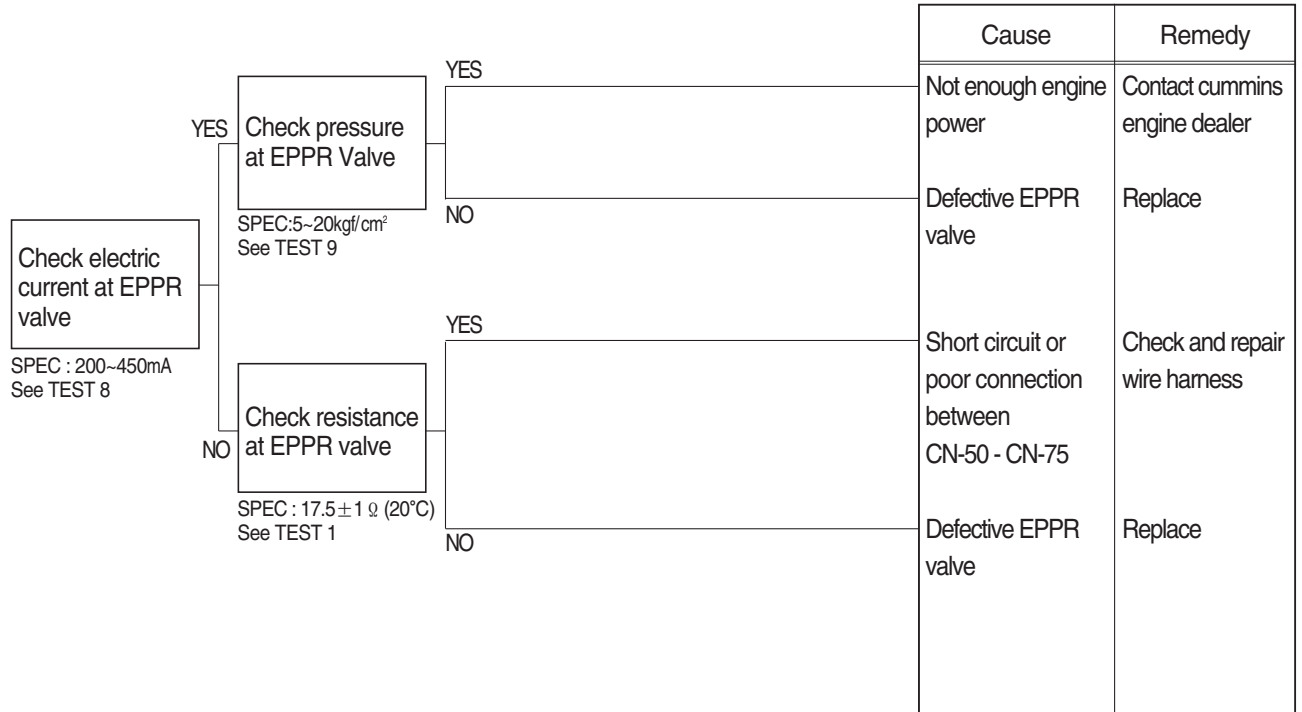 Cause
Remedy
YES
Not enough engine
power
Contact cummins
engine dealer
YES
Check pressure
at EPPR Valve
NO
SPEC:5~20kgf/cm²
See TEST 9
Defective EPPR
valve
Replace
Check electric
current at EPPR
valve
SPEC : 200~450mA
See TEST 8
YES
Short circuit or
poor connection
between
CN-50 - CN-75
Check and repair
wire harness
NO
Check resistance
at EPPR valve
SPEC : 17.5±1 Ω (20°C)
See TEST 1
NO
Defective EPPR
valve
Replace